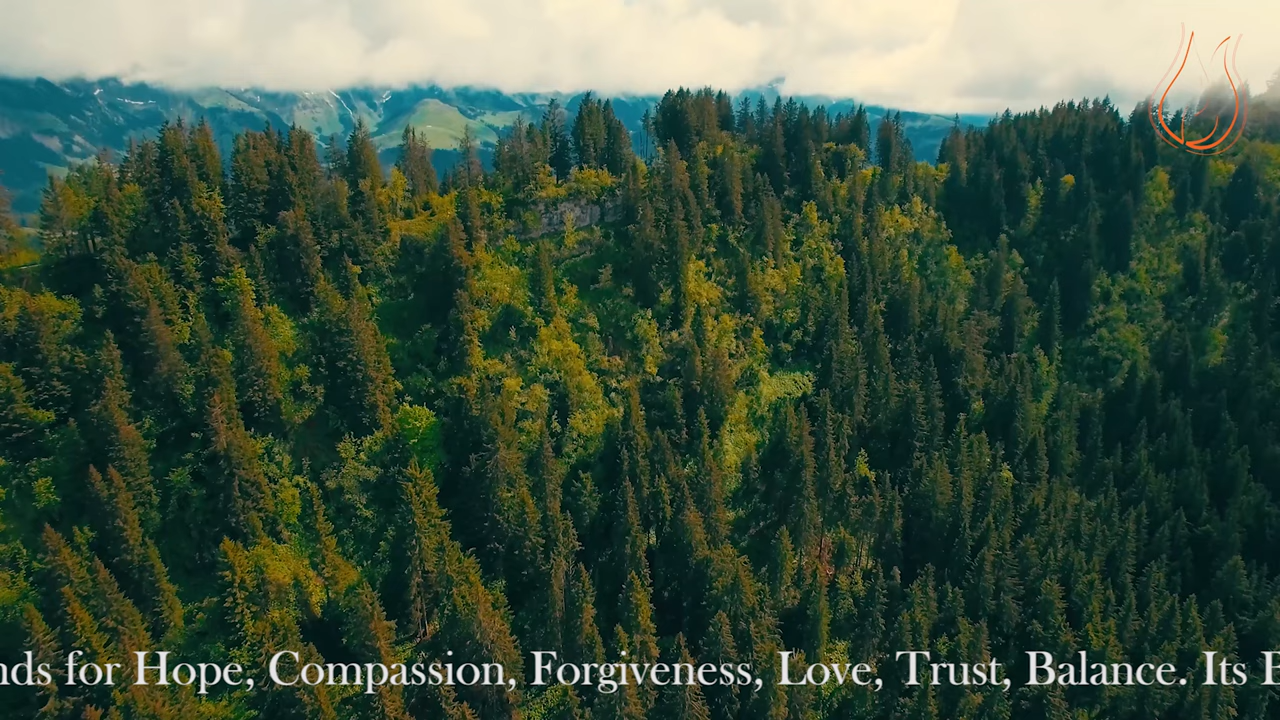 nds for Hope, Compassion, Forgiveness, Love, Trust, Balance. Its